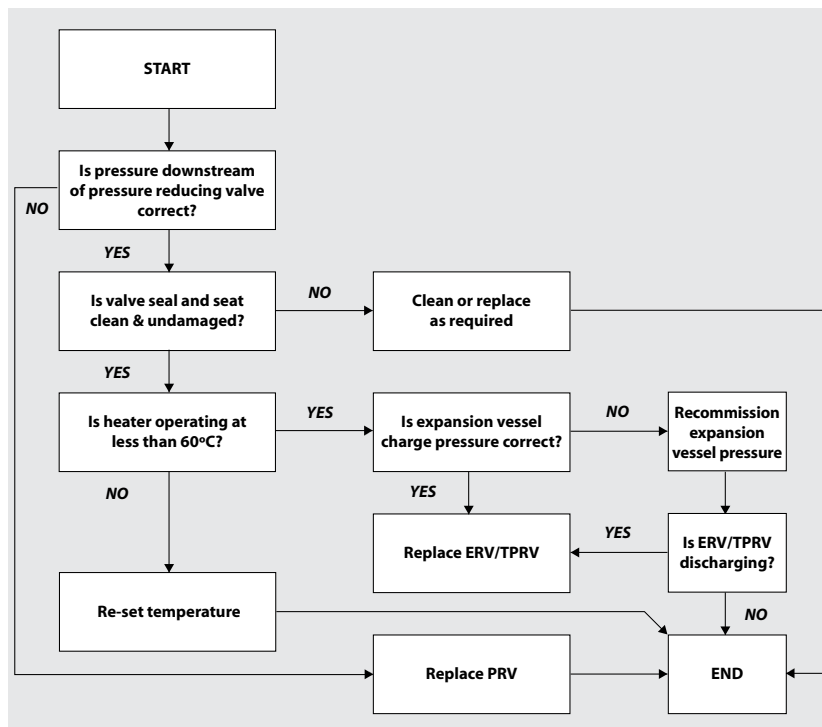 START
Is pressure downstream
of pressure reducing valve
correct?
NO
YES
Is valve seal and seat
clean & undamaged?
NO
Clean or replace
as required
YES
Is heater operating at
less than 60ºC?
YES
Is expansion vessel
charge pressure correct?
NO
Recommission
expansion
vessel pressure
NO
YES
Replace ERV/TPRV
YES
Is ERV/TPRV
discharging?
Re-set temperature
NO
Replace PRV
END